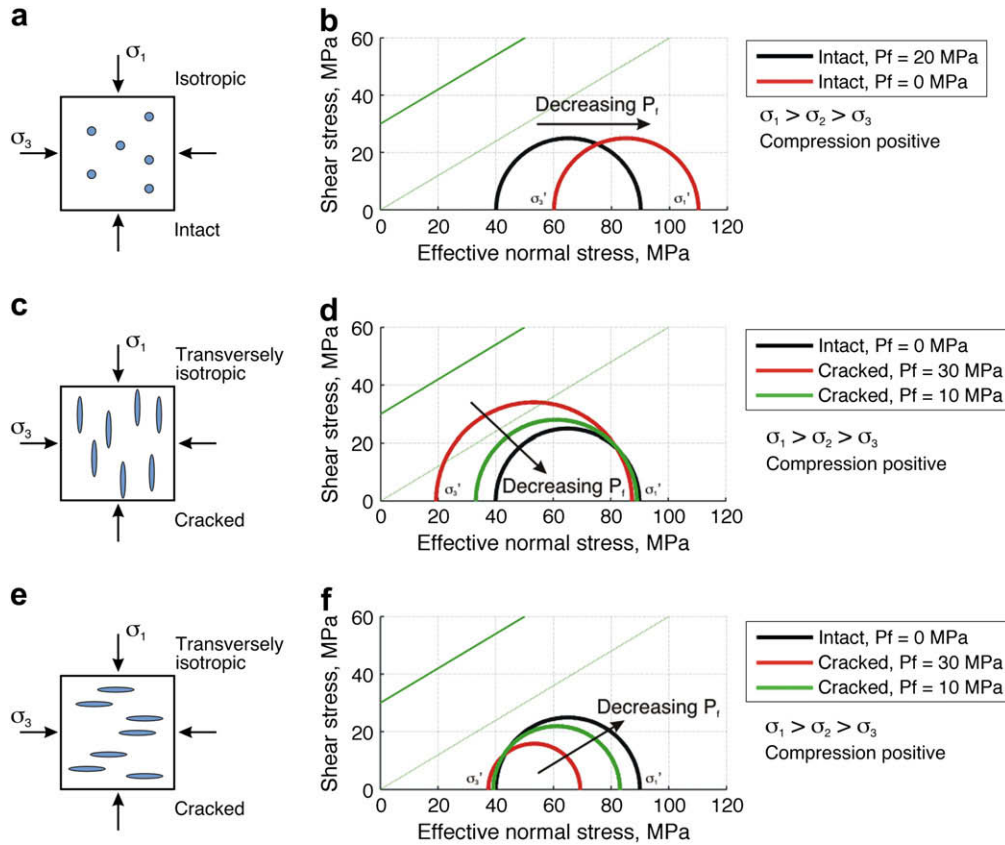 a
σ1
Isotropic
σ3
Intact
b
Shear stress, MPa
60
40
20
0
Decreasing Pf
σ3'
σ1'
0 20 40 60 80 100 120
Effective normal stress, MPa
Intact, Pf = 20 MPa
Intact, Pf = 0 MPa
σ1 > σ2 > σ3
Compression positive
c
σ1
Transversely
isotropic
σ3
Cracked
d
Shear stress, MPa
60
40
20
0
Decreasing Pf
σ3'
σ1'
0 20 40 60 80 100 120
Effective normal stress, MPa
Intact, Pf = 0 MPa
Cracked, Pf = 30 MPa
Cracked, Pf = 10 MPa
σ1 > σ2 > σ3
Compression positive
e
σ1
Transversely
isotropic
σ3
Cracked
f
Shear stress, MPa
60
40
20
0
Decreasing Pf
σ3'
σ1'
0 20 40 60 80 100 120
Effective normal stress, MPa
Intact, Pf = 0 MPa
Cracked, Pf = 30 MPa
Cracked, Pf = 10 MPa
σ1 > σ2 > σ3
Compression positive